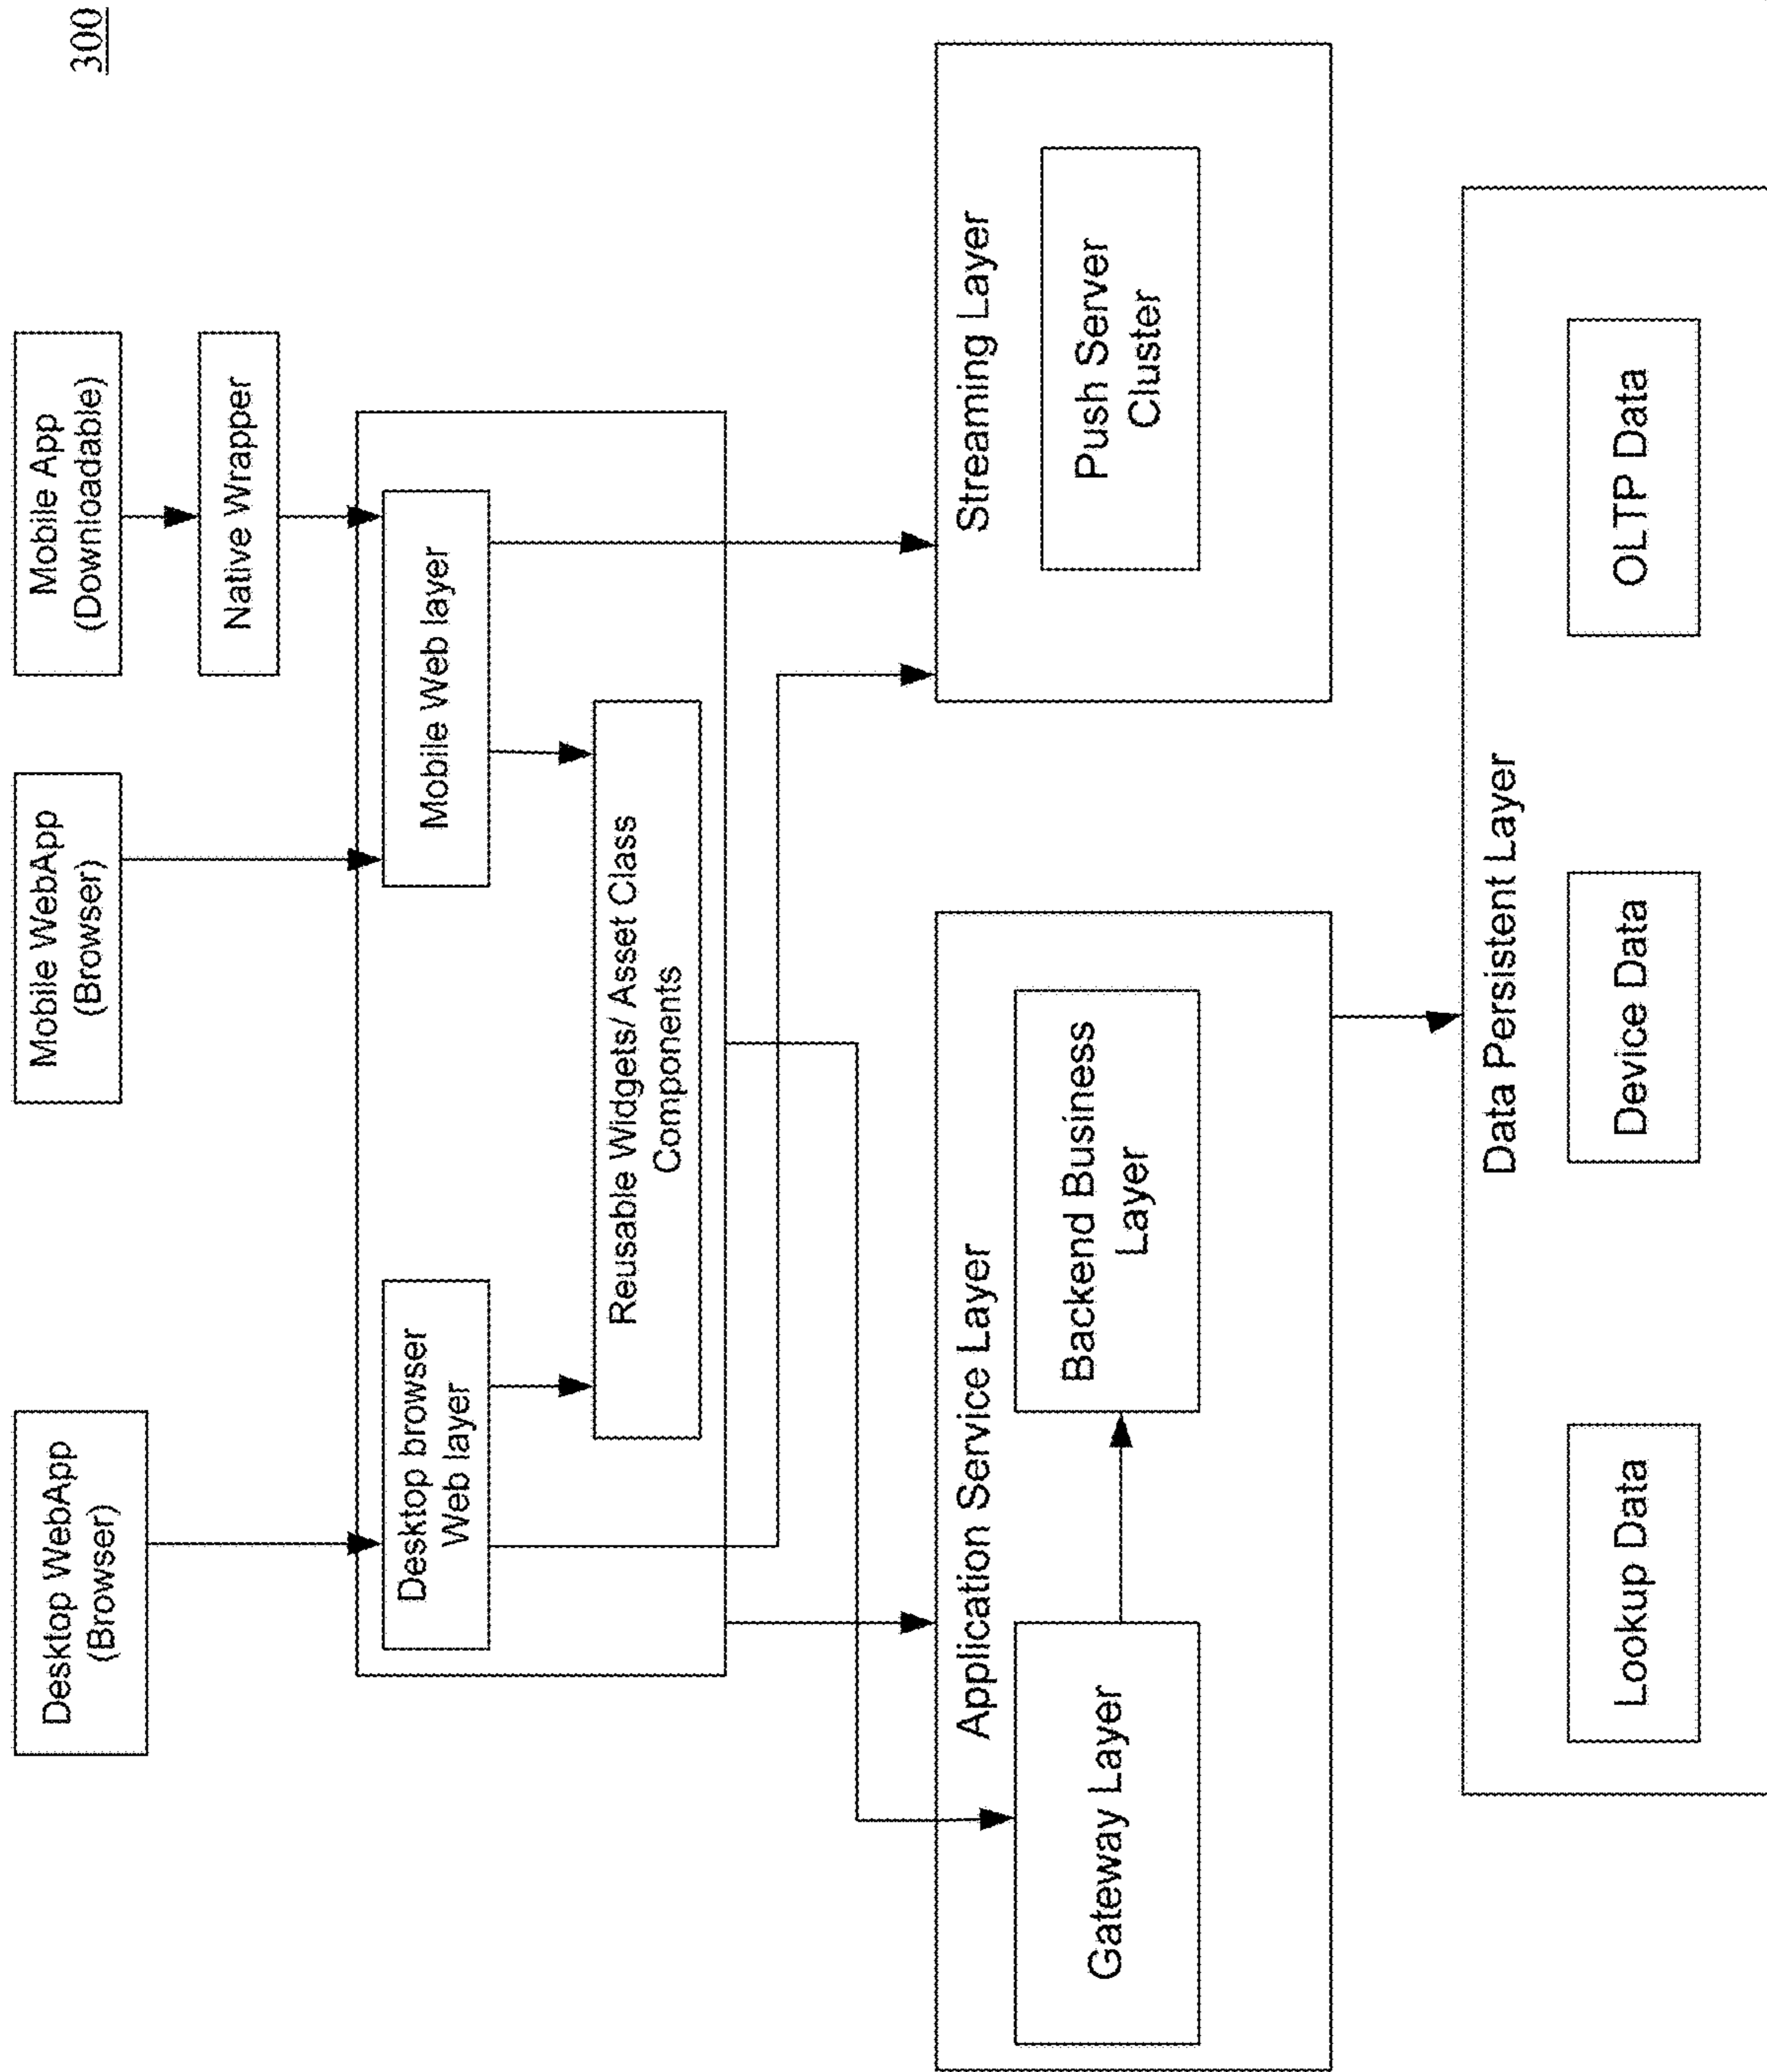 300
Desktop WebApp
(Browser)
Mobile WebApp
(Browser)
Mobile App
(Downloadable)
Native Wrapper
Desktop browser
Web layer
Mobile Web layer
Reusable Widgets/ Asset Class
Components
Application Service Layer
Gateway Layer
Backend Business
Layer
Streaming Layer
Push Server
Cluster
Data Persistent Layer
Lookup Data
Device Data
OLTP Data